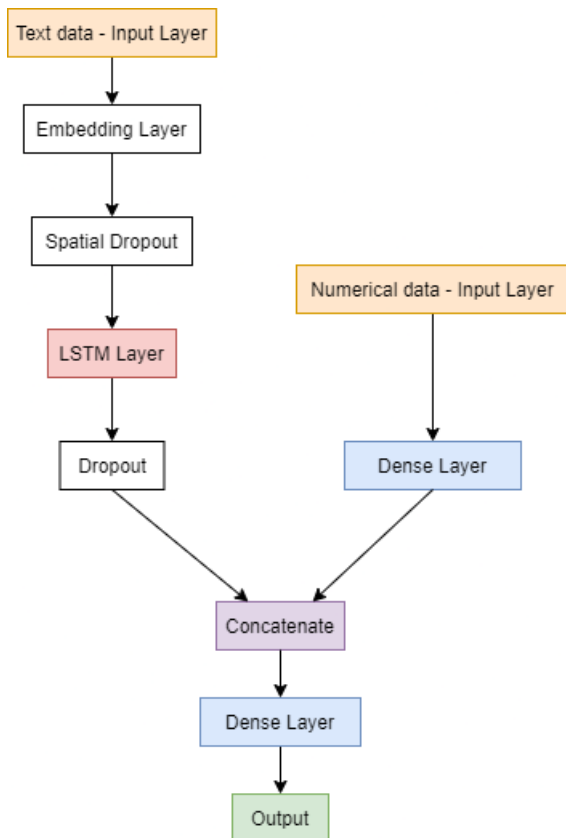 Text data - Input Layer
Embedding Layer
Spatial Dropout
Numerical data - Input Layer
LSTM Layer
Dropout
Dense Layer
Concatenate
Dense Layer
Output